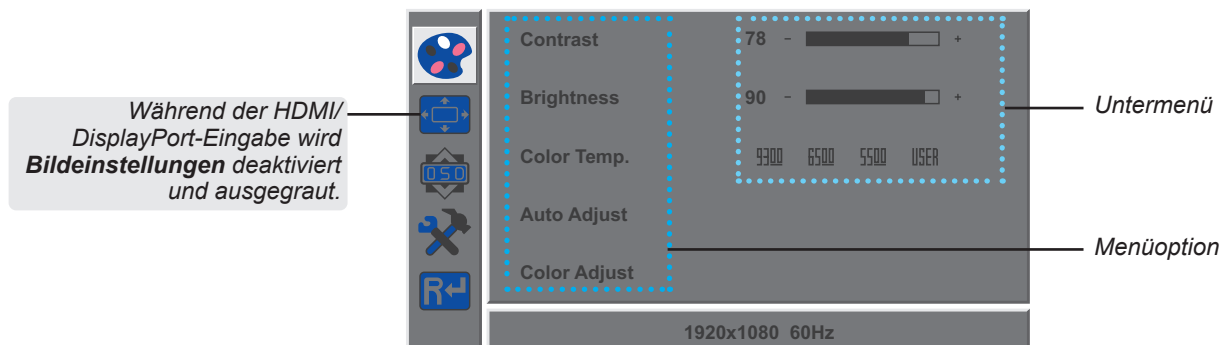 Während der HDMI/
DisplayPort-Eingabe wird
Bildeinstellungen deaktiviert
und ausgegraut.
OSD
R
Contrast
78 - +
Brightness
90 - +
Color Temp.
9300 6500 5500 USER
Auto Adjust
Color Adjust
1920x1080 60Hz
Untermenü
Menüoption